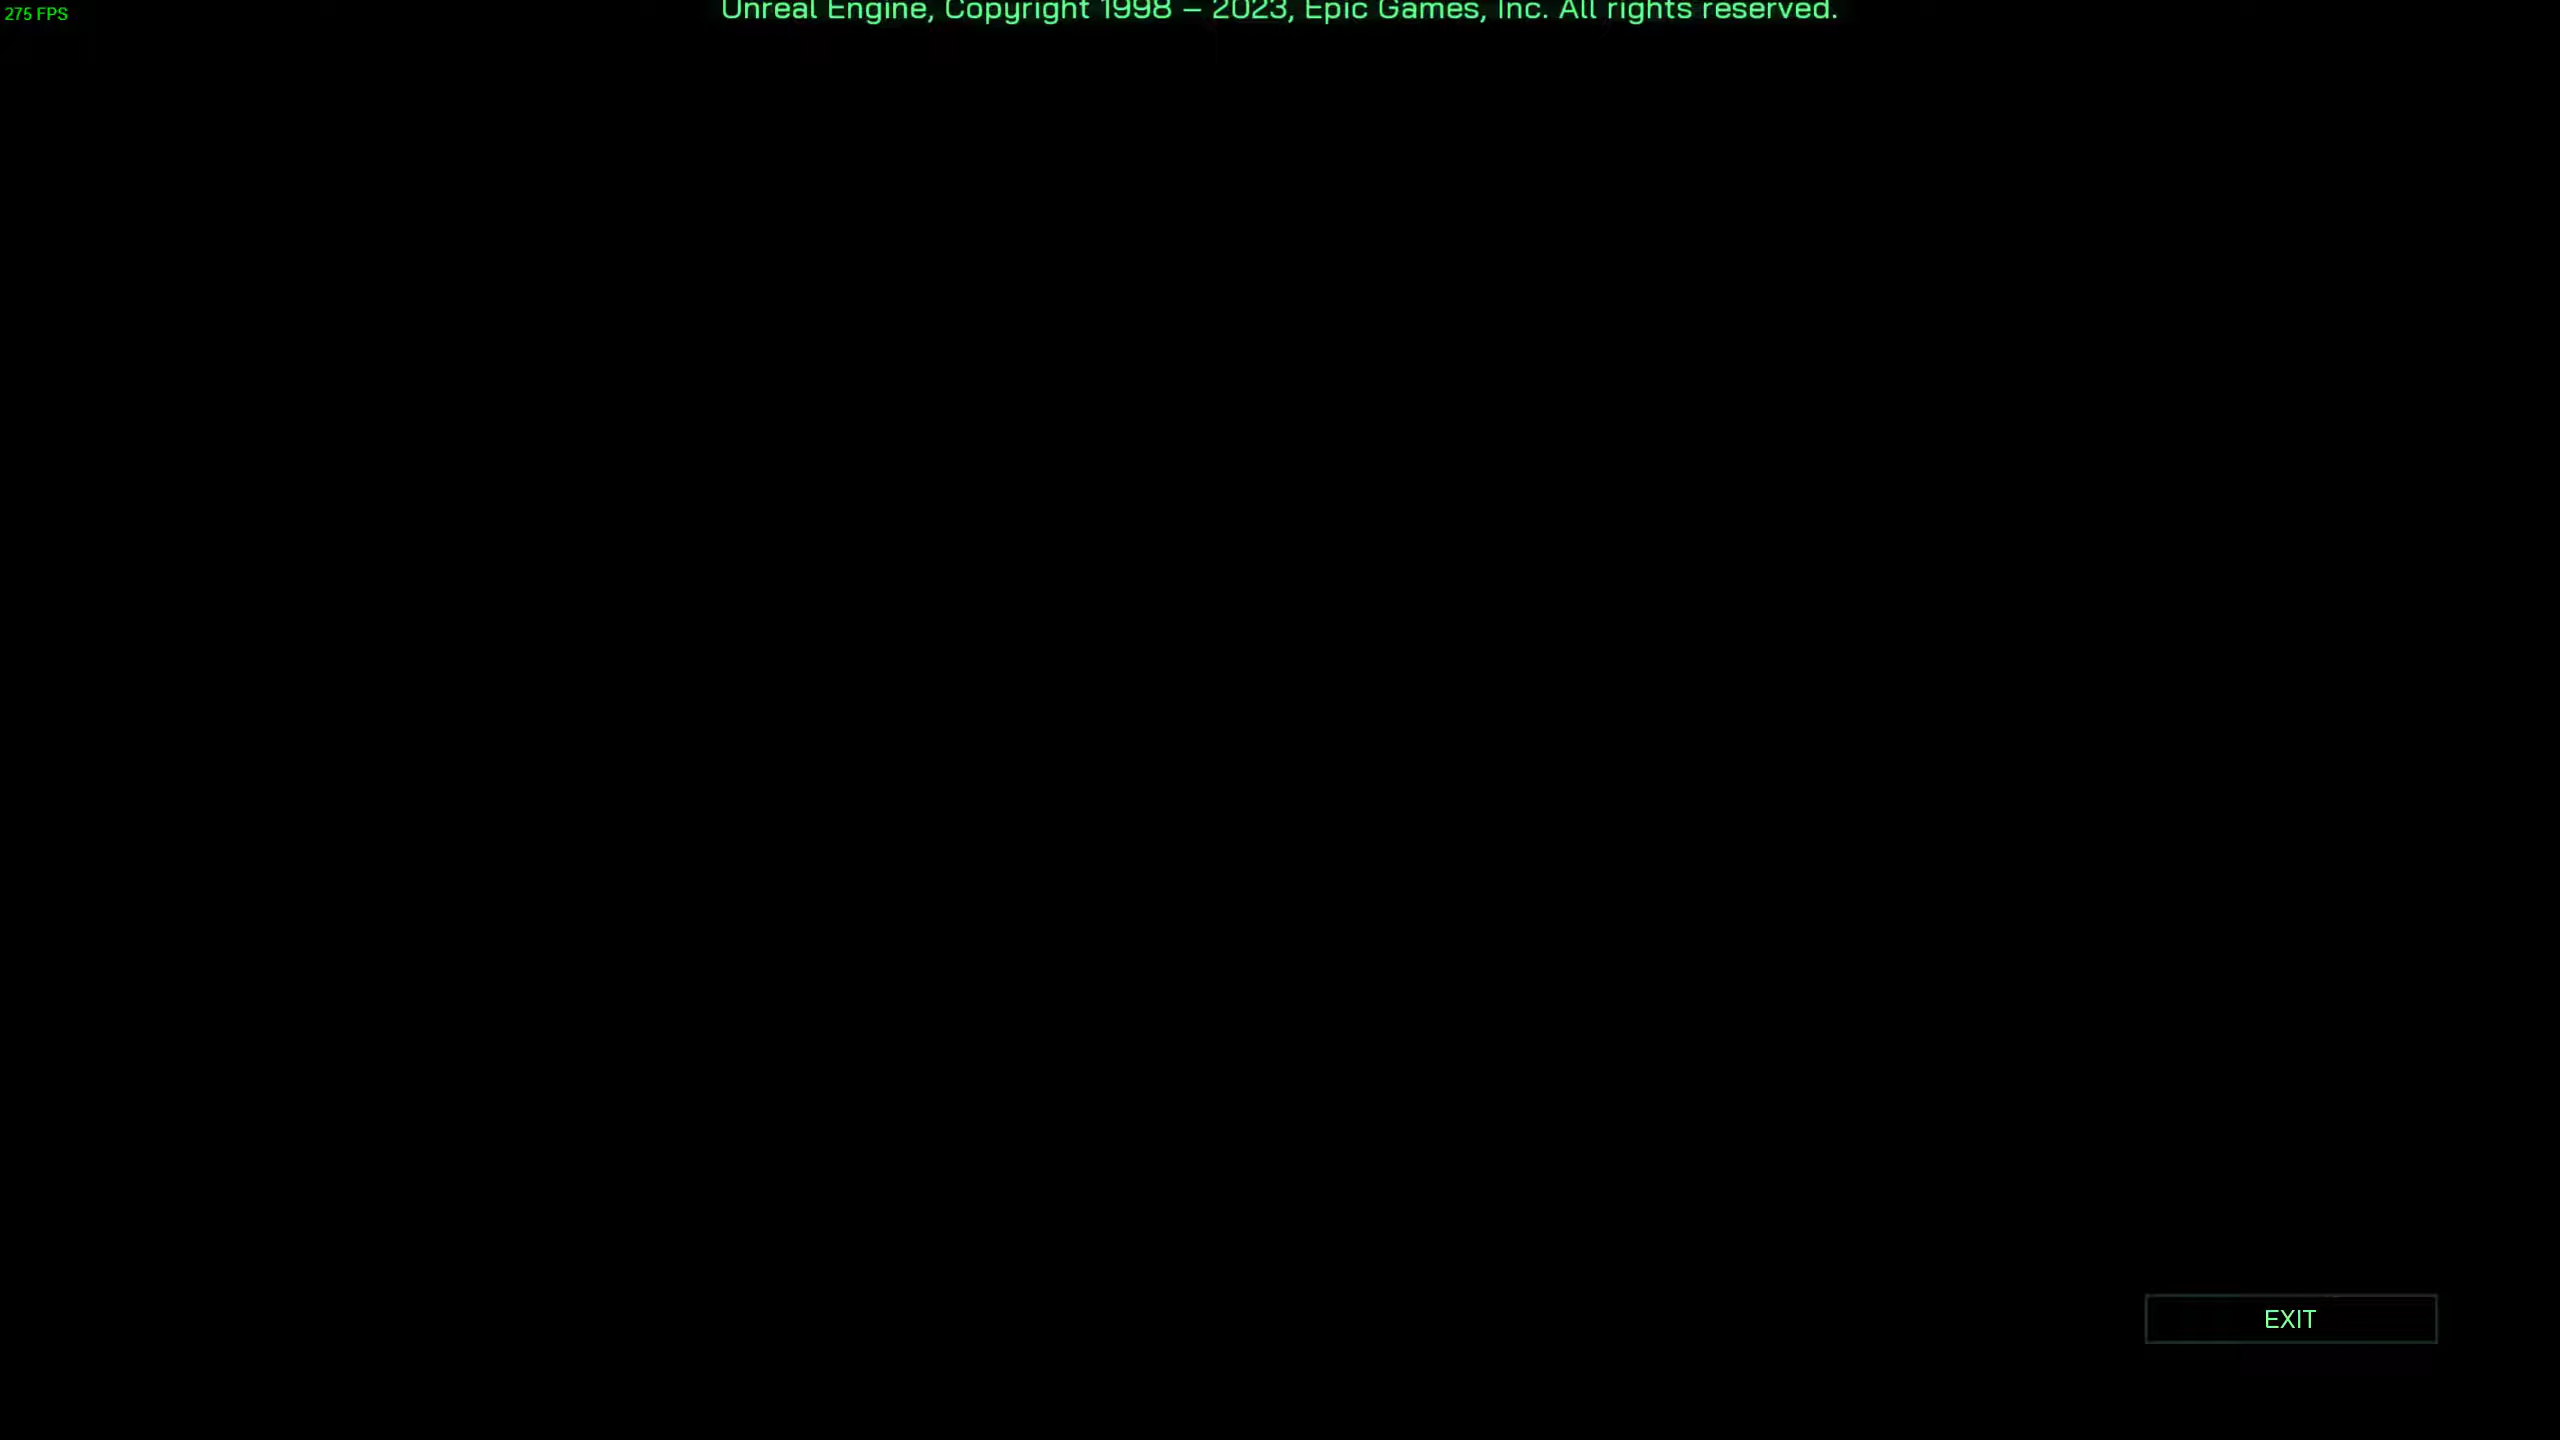 275 FPS
Unreal Engine, Copyright 1998 – 2023, Epic Games, Inc. All rights reserved.
EXIT